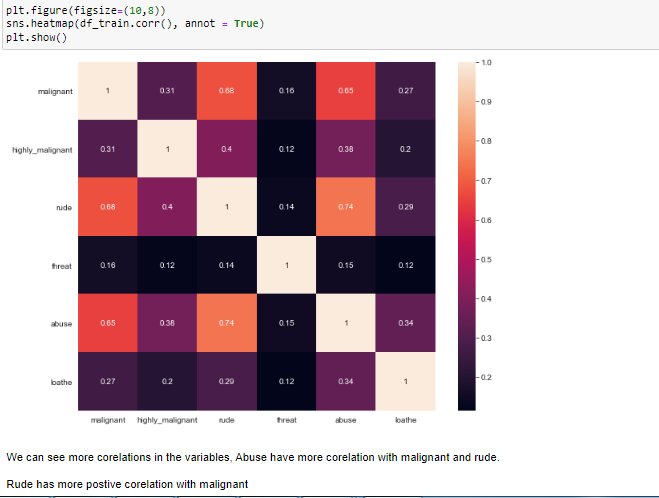 plt.figure(figsize=(10,8))
sns.heatmap(df_train.corr(), annot = True)
plt.show()
malignant 1 0.31 0.68 0.16 0.65 0.27
highly_malignant 0.31 1 0.4 0.12 0.38 0.2
rude 0.68 0.4 1 0.14 0.74 0.29
threat 0.16 0.12 0.14 1 0.15 0.12
abuse 0.65 0.38 0.74 0.15 1 0.34
loathe 0.27 0.2 0.29 0.12 0.34 1
malignant highly_malignant rude threat abuse loathe
1.0
0.9
0.8
0.7
0.6
0.5
0.4
0.3
0.2
We can see more corelations in the variables, Abuse have more corelation with malignant and rude.
Rude has more postive corelation with malignant